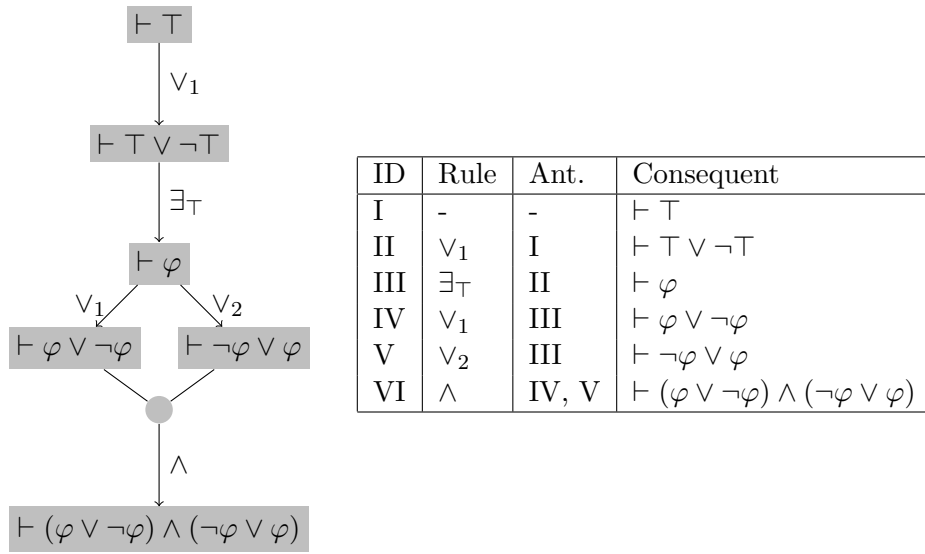 ⊢ ⊤
∨₁
⊢ ⊤ ∨ ¬⊤
∃⊤
⊢ φ
∨₁ ∨₂
⊢ φ ∨ ¬φ ⊢ ¬φ ∨ φ
∧
⊢ (φ ∨ ¬φ) ∧ (¬φ ∨ φ)
ID Rule Ant. Consequent
I - - ⊢ ⊤
II ∨₁ I ⊢ ⊤ ∨ ¬⊤
III ∃⊤ II ⊢ φ
IV ∨₁ III ⊢ φ ∨ ¬φ
V ∨₂ III ⊢ ¬φ ∨ φ
VI ∧ IV, V ⊢ (φ ∨ ¬φ) ∧ (¬φ ∨ φ)